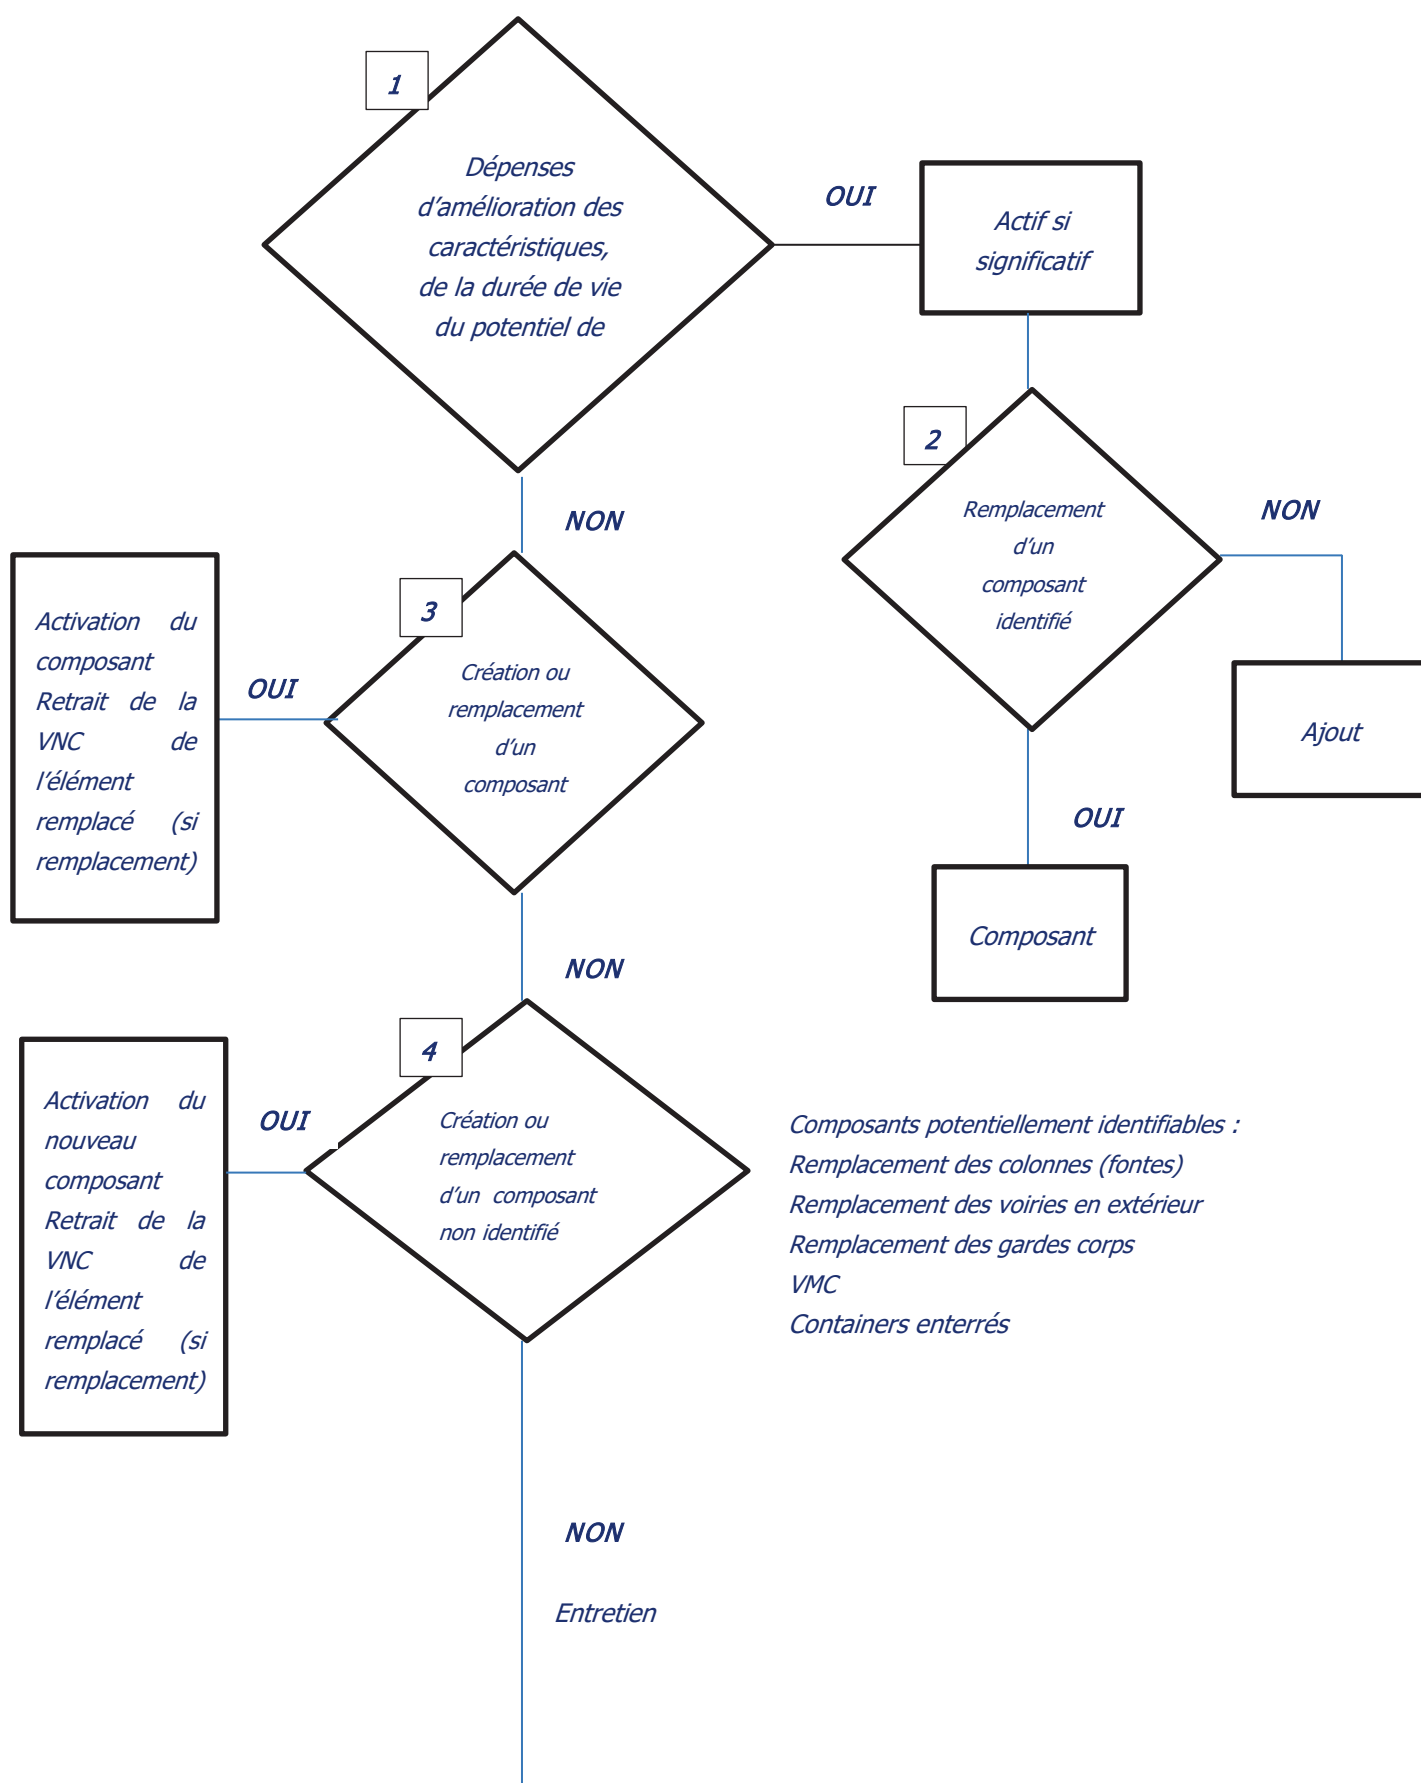 1
Dépenses
d’amélioration des
caractéristiques,
de la durée de vie
du potentiel de
OUI
Actif si
significatif
2
Remplacement
d’un
composant
identifié
NON
Ajout
OUI
Composant
NON
3
Création ou
remplacement
d’un
composant
OUI
Activation du
composant
Retrait de la
VNC de
l’élément
remplacé (si
remplacement)
NON
4
Création ou
remplacement
d’un composant
non identifié
OUI
Activation du
nouveau
composant
Retrait de la
VNC de
l’élément
remplacé (si
remplacement)
Composants potentiellement identifiables :
Remplacement des colonnes (fontes)
Remplacement des voiries en extérieur
Remplacement des gardes corps
VMC
Containers enterrés
NON
Entretien